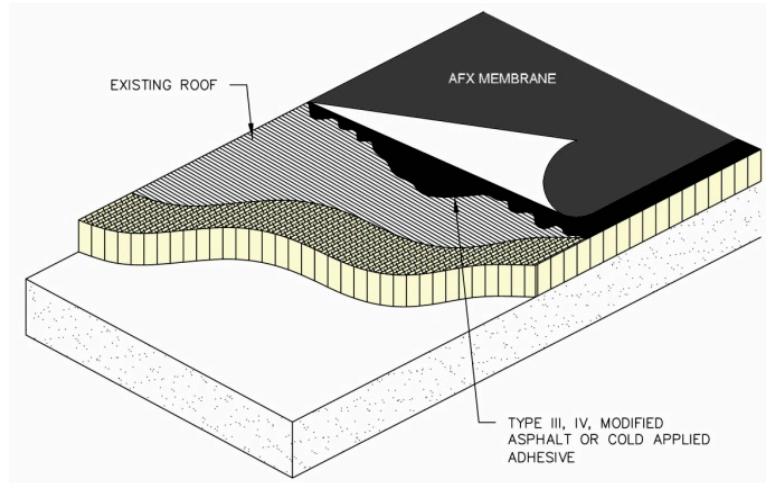 EXISTING ROOF
AFX MEMBRANE
TYPE III, IV, MODIFIED
ASPHALT OR COLD APPLIED
ADHESIVE